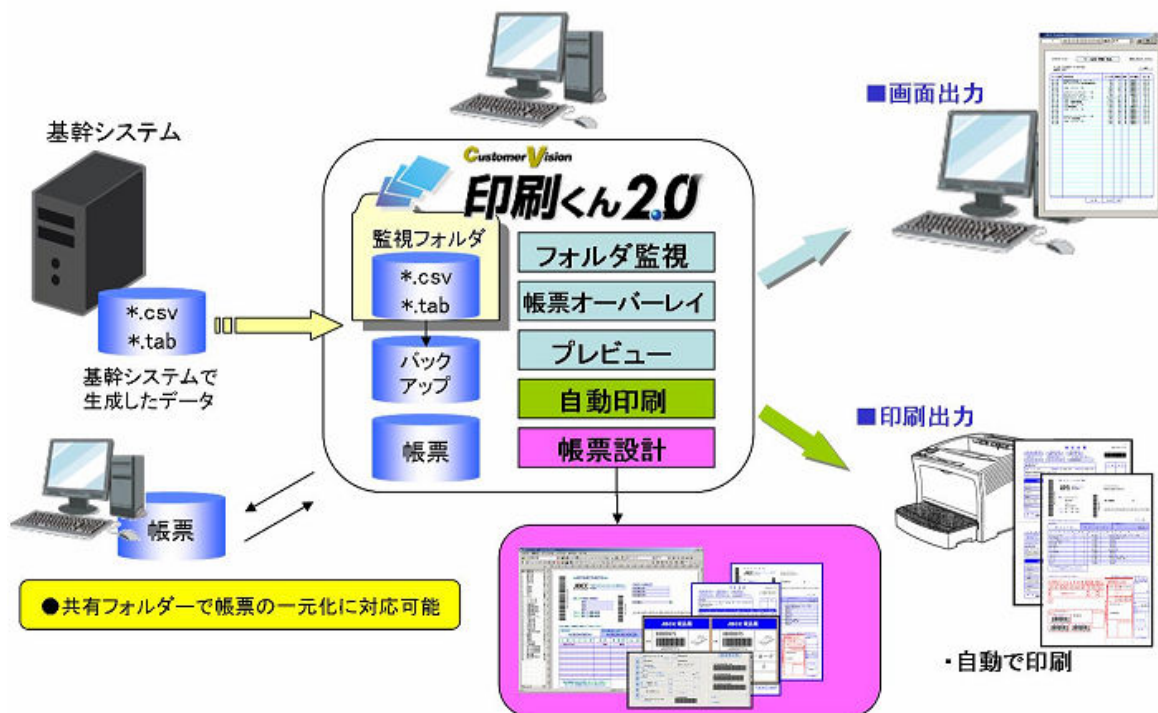 基幹システム
*.csv
*.tab
基幹システムで
生成したデータ
Customer Vision
印刷くん2.0
監視フォルダ
*.csv
*.tab
バック
アップ
帳票
フォルダ監視
帳票オーバーレイ
プレビュー
自動印刷
帳票設計
■画面出力
■印刷出力
・自動で印刷
帳票
●共有フォルダーで帳票の一元化に対応可能